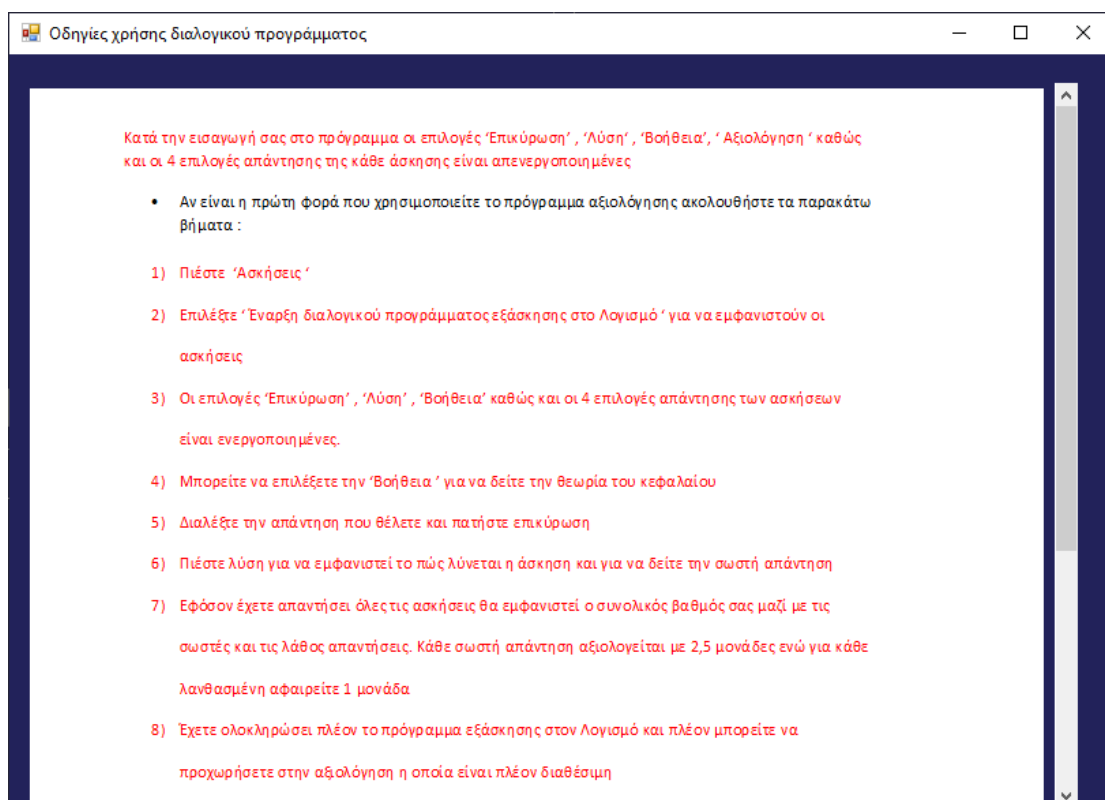 Οδηγίες χρήσης διαλογικού προγράμματος
Κατά την εισαγωγή σας στο πρόγραμμα οι επιλογές ‘Επικύρωση’ , ‘Λύση‘ , ‘Βοήθεια’, ‘ Αξιολόγηση ‘ καθώς
και οι 4 επιλογές απάντησης της κάθε άσκησης είναι απενεργοποιημένες
• Αν είναι η πρώτη φορά που χρησιμοποιείτε το πρόγραμμα αξιολόγησης ακολουθήστε τα παρακάτω
βήματα :
1) Πιέστε ‘Ασκήσεις ‘
2) Επιλέξτε ‘ Έναρξη διαλογικού προγράμματος εξάσκησης στο Λογισμό ‘ για να εμφανιστούν οι
ασκήσεις
3) Οι επιλογές ‘Επικύρωση’ , ‘Λύση’ , ‘Βοήθεια’ καθώς και οι 4 επιλογές απάντησης των ασκήσεων
είναι ενεργοποιημένες.
4) Μπορείτε να επιλέξετε την ‘Βοήθεια ’ για να δείτε την θεωρία του κεφαλαίου
5) Διαλέξτε την απάντηση που θέλετε και πατήστε επικύρωση
6) Πιέστε λύση για να εμφανιστεί το πώς λύνεται η άσκηση και για να δείτε την σωστή απάντηση
7) Εφόσον έχετε απαντήσει όλες τις ασκήσεις θα εμφανιστεί ο συνολικός βαθμός σας μαζί με τις
σωστές και τις λάθος απαντήσεις. Κάθε σωστή απάντηση αξιολογείται με 2,5 μονάδες ενώ για κάθε
λανθασμένη αφαιρείτε 1 μονάδα
8) Έχετε ολοκληρώσει πλέον το πρόγραμμα εξάσκησης στον Λογισμό και πλέον μπορείτε να
προχωρήσετε στην αξιολόγηση η οποία είναι πλέον διαθέσιμη